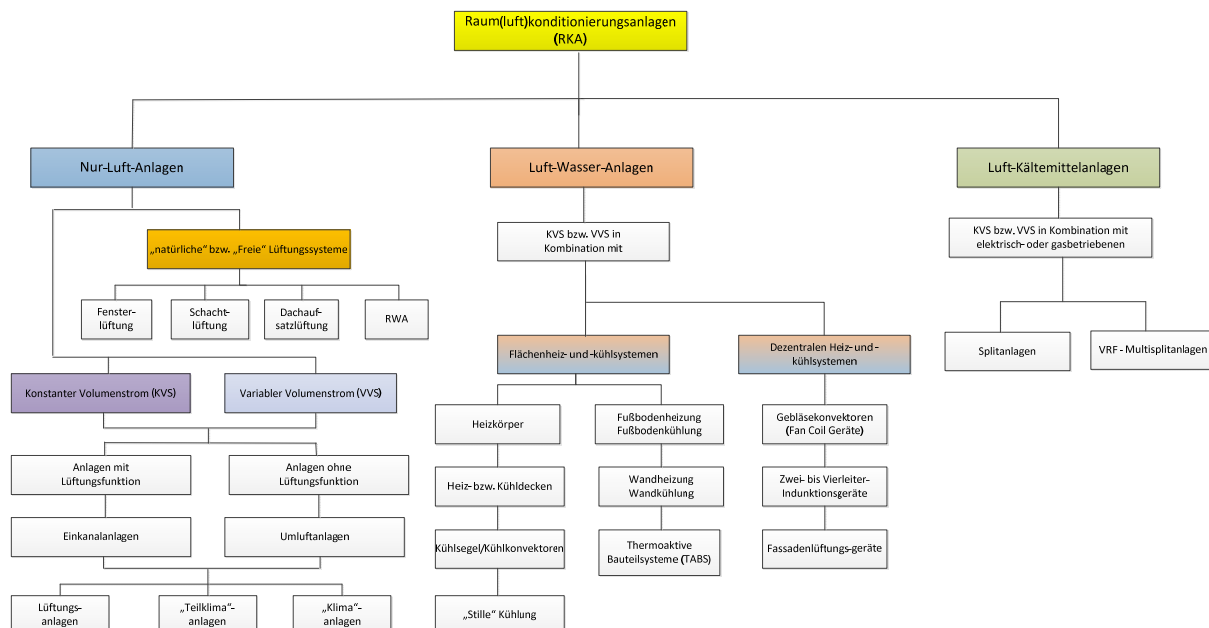 Raum(luft)konditionierungsanlagen
(RKA)
Nur-Luft-Anlagen
Luft-Wasser-Anlagen
Luft-Kältemittelanlagen
„natürliche“ bzw. „Freie“ Lüftungssysteme
Fenster-
lüftung
Schacht-
lüftung
Dachauf-
satzlüftung
RWA
Konstanter Volumenstrom (KVS)
Variabler Volumenstrom (VVS)
Anlagen mit
Lüftungsfunktion
Anlagen ohne
Lüftungsfunktion
Einkanalanlagen
Umluftanlagen
Lüftungs-
anlagen
„Teilklima“-
anlagen
„Klima“-
anlagen
KVS bzw. VVS in
Kombination mit
Flächenheiz-und-kühlsystemen
Dezentralen Heiz-und-
kühlsystemen
Heizkörper
Heiz-bzw. Kühldecken
Kühlsegel/Kühlkonvektoren
„Stille“ Kühlung
Fußbodenheizung
Fußbodenkühlung
Wandheizung
Wandkühlung
Thermoaktive
Bauteilsysteme (TABS)
Gebläsekonvektoren
(Fan Coil Geräte)
Zwei- bis Vierleiter-
Indunktionsgeräte
Fassadenlüftungs-geräte
KVS bzw. VVS in Kombination mit
elektrisch-oder gasbetriebenen
Splitanlagen
VRF - Multisplitanlagen